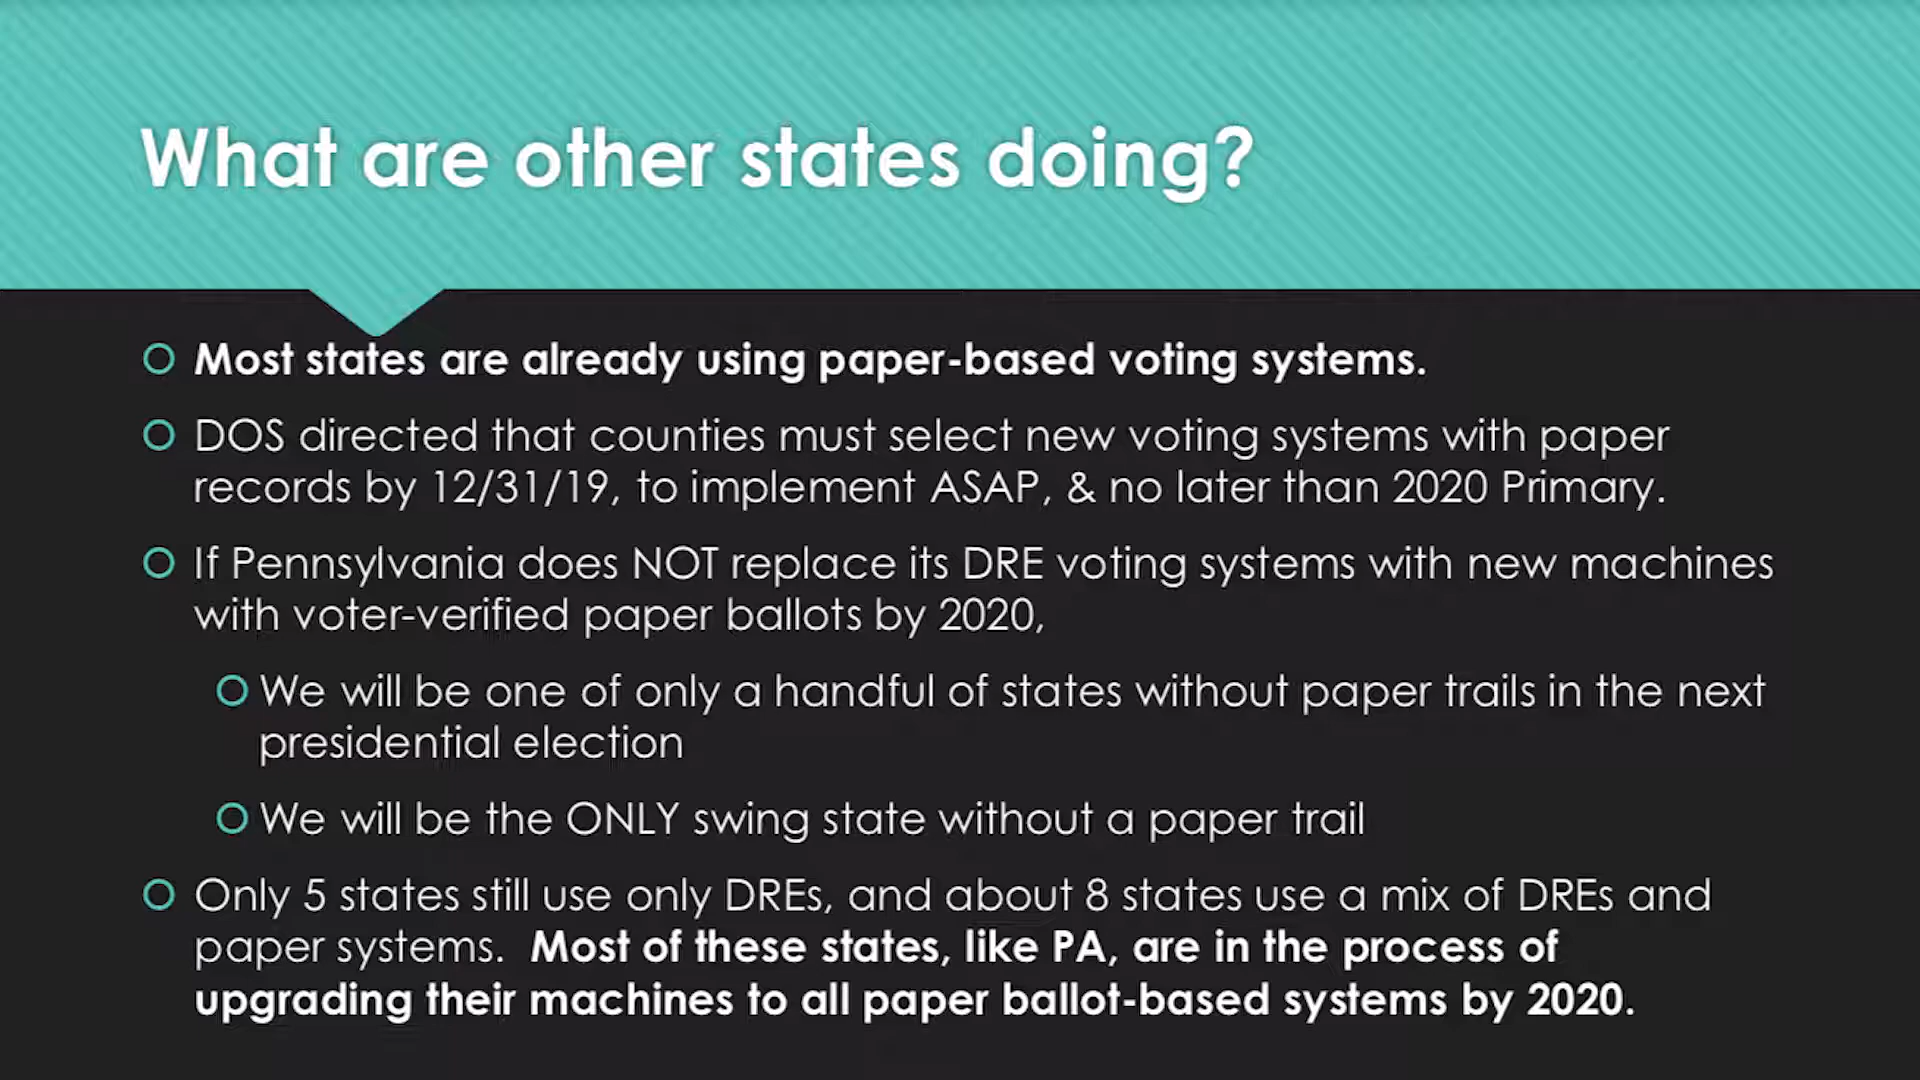 What are other states doing?
Most states are already using paper-based voting systems.
DOS directed that counties must select new voting systems with paper
records by 12/31/19, to implement ASAP, & no later than 2020 Primary.
If Pennsylvania does NOT replace its DRE voting systems with new machines
with voter-verified paper ballots by 2020,
We will be one of only a handful of states without paper trails in the next
presidential election
We will be the ONLY swing state without a paper trail
Only 5 states still use only DREs, and about 8 states use a mix of DREs and
paper systems.  Most of these states, like PA, are in the process of
upgrading their machines to all paper ballot-based systems by 2020.